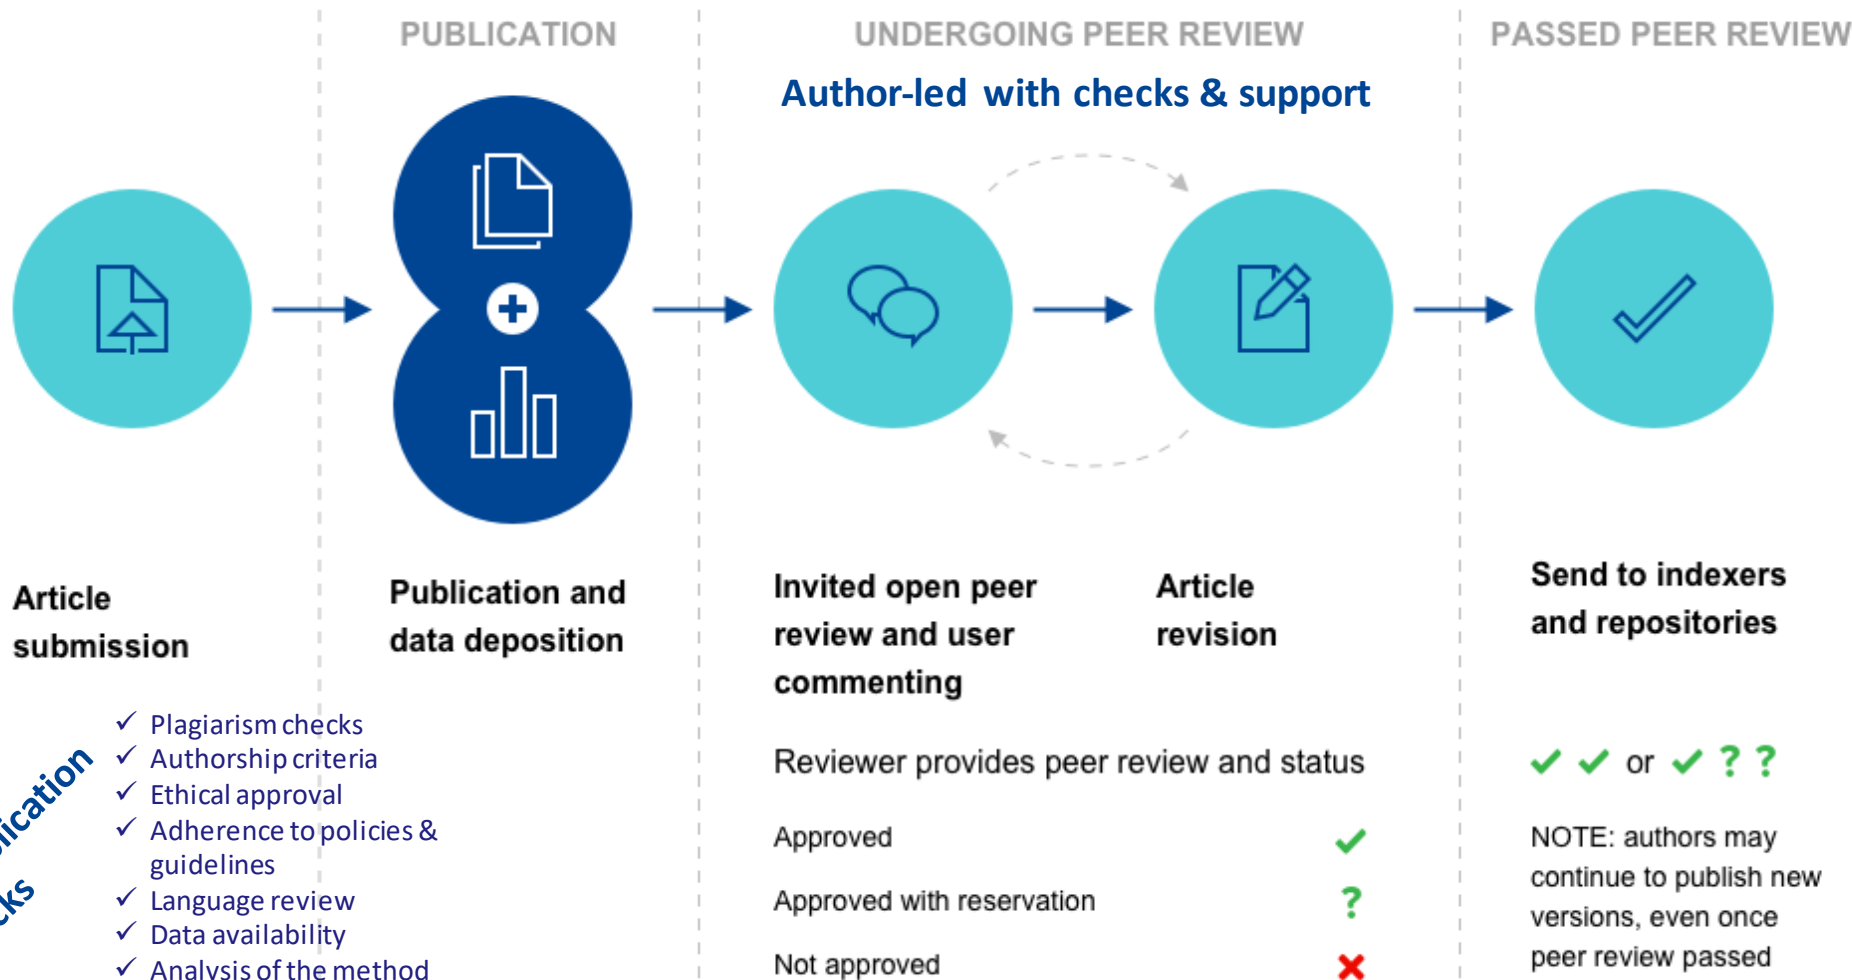 PUBLICATION
UNDERGOING PEER REVIEW
PASSED PEER REVIEW
Author-led with checks & support
Article
submission
Publication and
data deposition
Invited open peer
review and user
commenting
Article
revision
Send to indexers
and repositories
✓ Plagiarism checks
✓ Authorship criteria
✓ Ethical approval
✓ Adherence to policies &
guidelines
✓ Language review
✓ Data availability
✓ Analysis of the method
Reviewer provides peer review and status
Approved ✔
Approved with reservation ?
Not approved ✖
✔ ✔ or ✔ ? ?
NOTE: authors may
continue to publish new
versions, even once
peer review passed